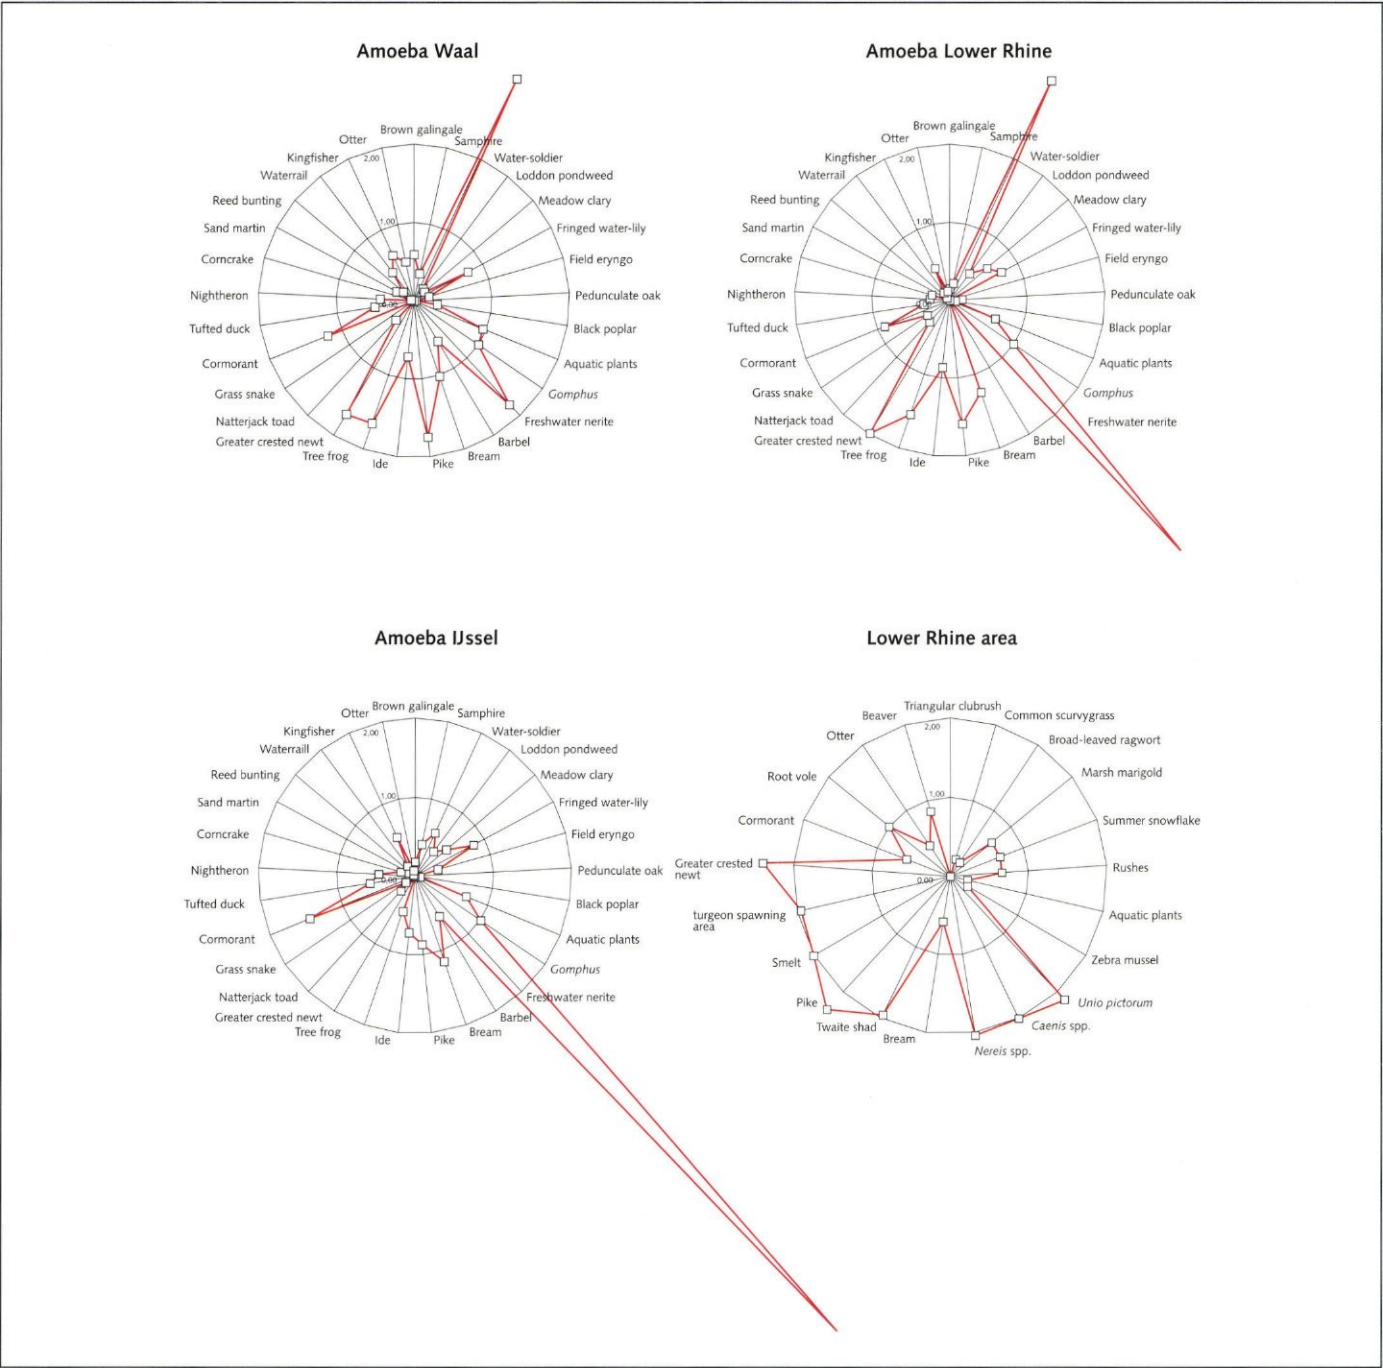 Amoeba Waal
Brown galingale
Samphire
Water-soldier
Loddon pondweed
Meadow clary
Fringed water-lily
Field eryngo
Pedunculate oak
Black poplar
Aquatic plants
Gomphus
Freshwater nerite
Barbel
Bream
Pike
Ide
Tree frog
Greater crested newt
Natterjack toad
Grass snake
Cormorant
Tufted duck
Nightheron
Corncrake
Sand martin
Reed bunting
Waterrail
Kingfisher
Otter
2,00
1,00
0,00
Amoeba Lower Rhine
Brown galingale
Samphire
Water-soldier
Loddon pondweed
Meadow clary
Fringed water-lily
Field eryngo
Pedunculate oak
Black poplar
Aquatic plants
Gomphus
Freshwater nerite
Barbel
Bream
Pike
Ide
Tree frog
Greater crested newt
Natterjack toad
Grass snake
Cormorant
Tufted duck
Nightheron
Corncrake
Sand martin
Reed bunting
Waterrail
Kingfisher
Otter
2,00
1,00
Amoeba IJssel
Brown galingale
Samphire
Water-soldier
Loddon pondweed
Meadow clary
Fringed water-lily
Field eryngo
Pedunculate oak
Black poplar
Aquatic plants
Gomphus
Freshwater nerite
Barbel
Bream
Pike
Ide
Tree frog
Greater crested newt
Natterjack toad
Grass snake
Cormorant
Tufted duck
Nightheron
Corncrake
Sand martin
Reed bunting
Waterraill
Kingfisher
Otter
2,00
1,00
0,00
Lower Rhine area
Triangular clubrush
Common scurvygrass
Broad-leaved ragwort
Marsh marigold
Summer snowflake
Rushes
Aquatic plants
Zebra mussel
Unio pictorum
Caenis spp.
Nereis spp.
Bream
Twaite shad
Pike
Smelt
turgeon spawning
area
Greater crested
newt
Cormorant
Root vole
Otter
Beaver
2,00
1,00
0,00